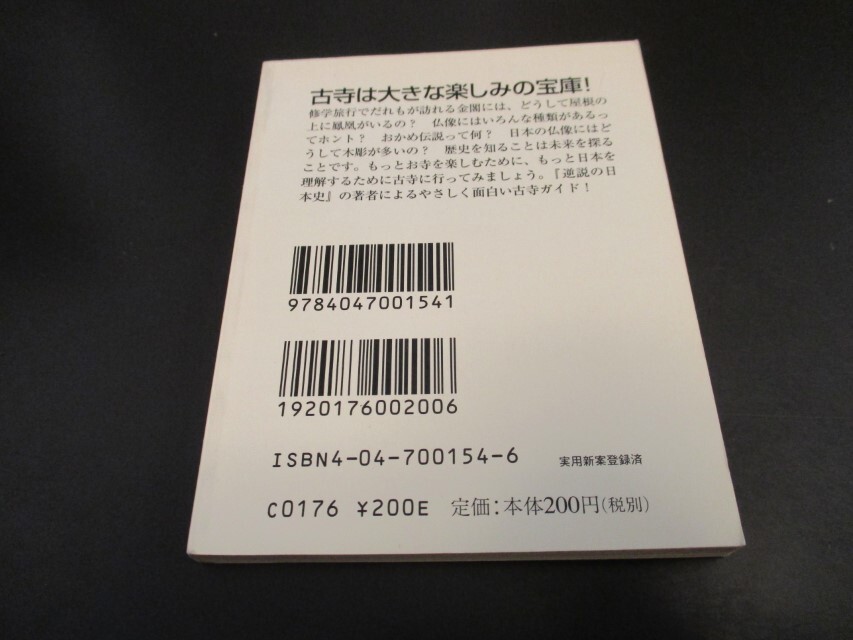 古寺は大きな楽しみの宝庫!
修学旅行でだれもが訪れる金閣には、どうして屋根の
上に鳳凰がいるの? 仏像にはいろんな種類があるっ
てホント? おかめ伝説って何? 日本の仏像にはど
うして木彫が多いの? 歴史を知ることは未来を探る
ことです。もっとお寺を楽しむために、もっと日本を
理解するために古寺に行ってみましょう。『逆説の日
本史』の著者によるやさしく面白い古寺ガイド!
9784047001541
1920176002006
ISBN4-04-700154-6
実用新案登録済
C0176 ¥200E 定価:本体200円(税別)